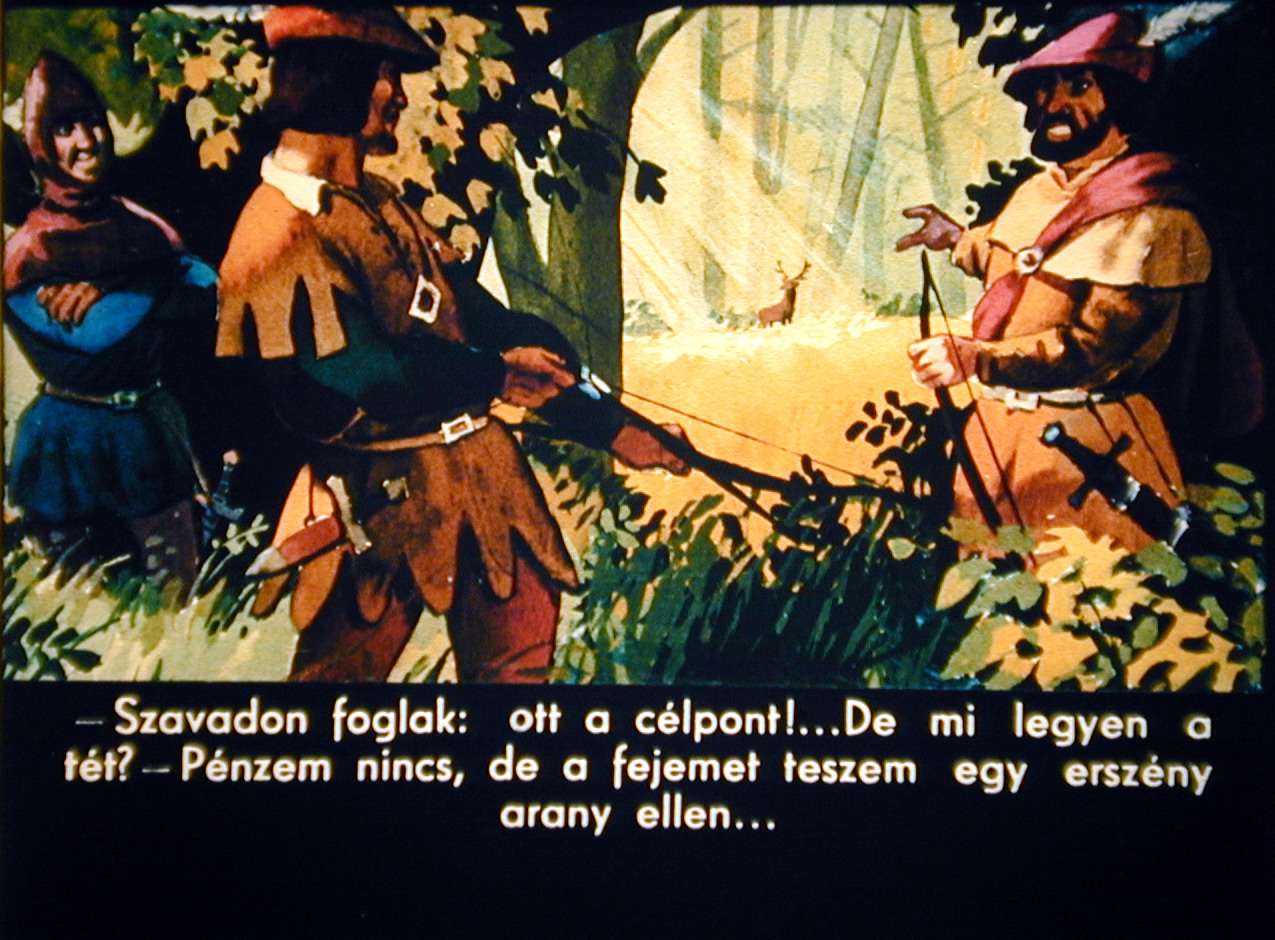 – Szavadon foglak: ott a célpont!...De mi legyen a
tét? – Pénzem nincs, de a fejemet teszem egy erszény
arany ellen...